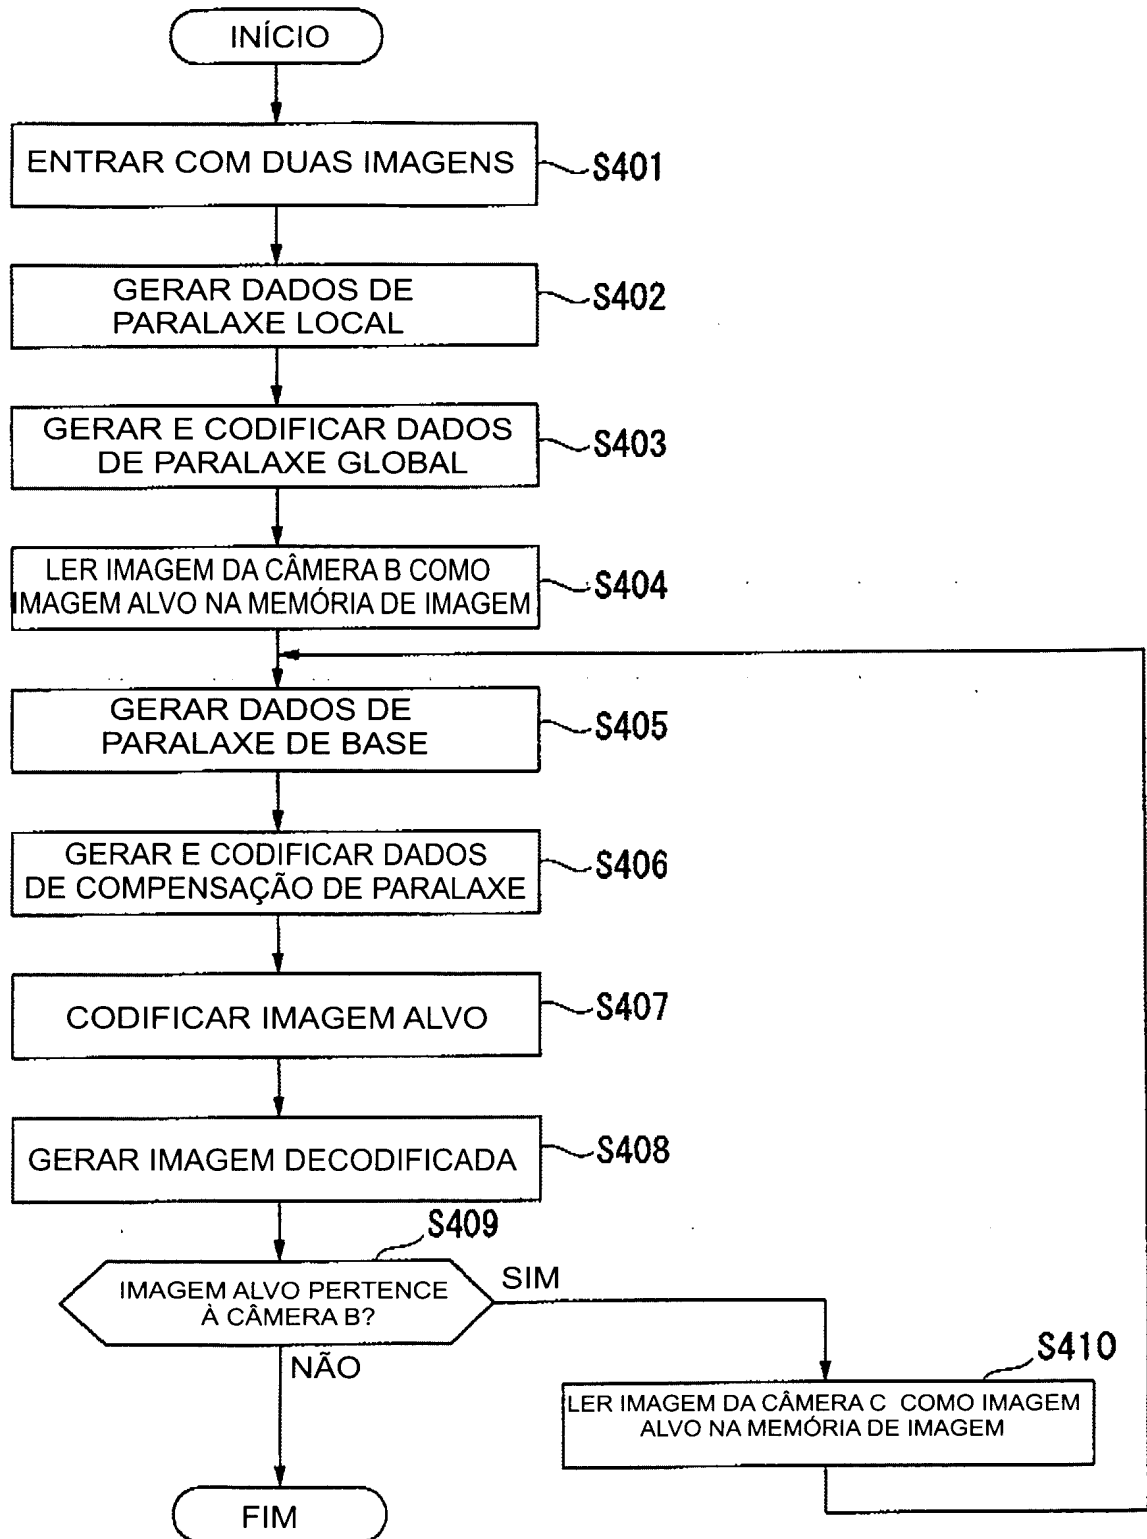 INÍCIO
ENTRAR COM DUAS IMAGENS
S401
GERAR DADOS DE
PARALAXE LOCAL
S402
GERAR E CODIFICAR DADOS
DE PARALAXE GLOBAL
S403
LER IMAGEM DA CÂMERA B COMO
IMAGEM ALVO NA MEMÓRIA DE IMAGEM
S404
GERAR DADOS DE
PARALAXE DE BASE
S405
GERAR E CODIFICAR DADOS
DE COMPENSAÇÃO DE PARALAXE
S406
CODIFICAR IMAGEM ALVO
S407
GERAR IMAGEM DECODIFICADA
S408
S409
IMAGEM ALVO PERTENCE
À CÂMERA B?
SIM
NÃO
S410
LER IMAGEM DA CÂMERA C COMO IMAGEM
ALVO NA MEMÓRIA DE IMAGEM
FIM